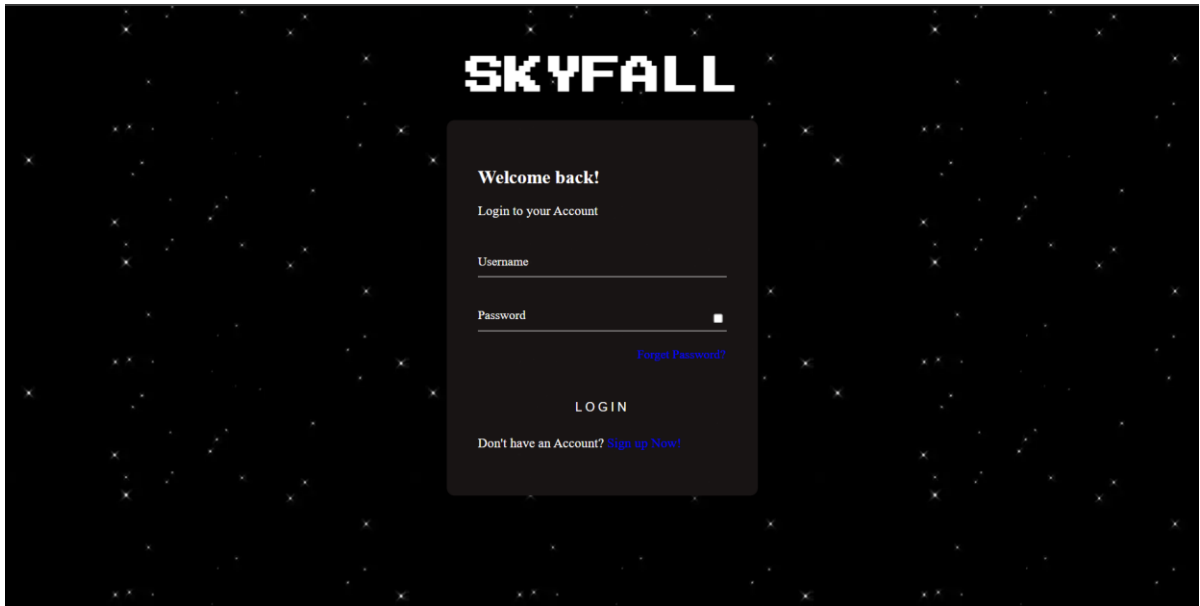 SKYFALL
Welcome back!
Login to your Account
Username
Password
Forgot Password?
LOGIN
Don't have an Account? Sign up Now!